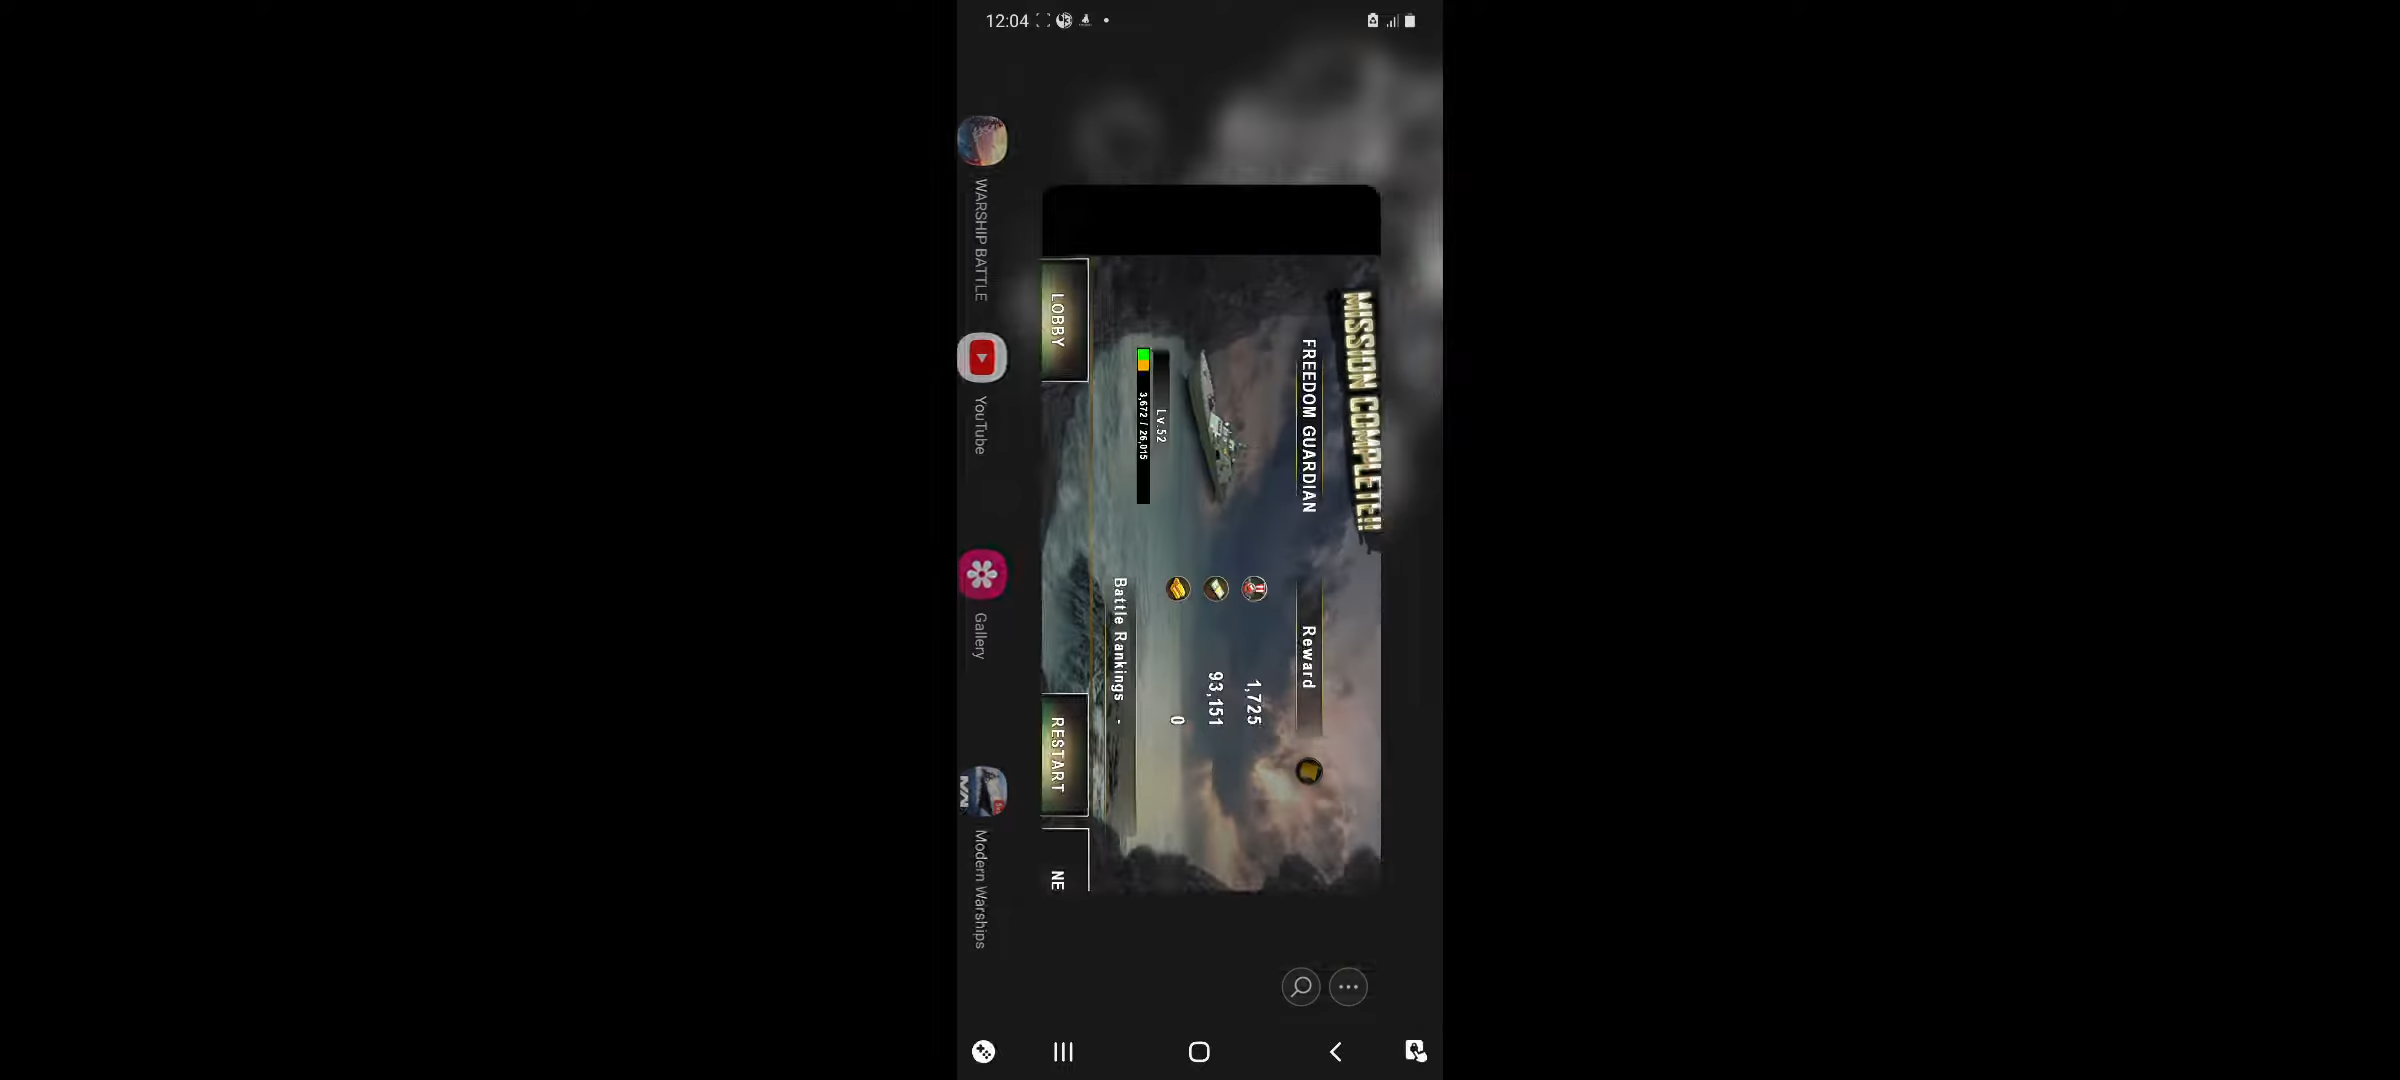 12:04
MISSION COMPLETE!!
FREEDOM GUARDIAN
Reward
1,725
93,151
0
Lv.52
3,672 / 26,015
Battle Rankings -
LOBBY
RESTART
NE
WARSHIP BATTLE
YouTube
Gallery
Modern Warships